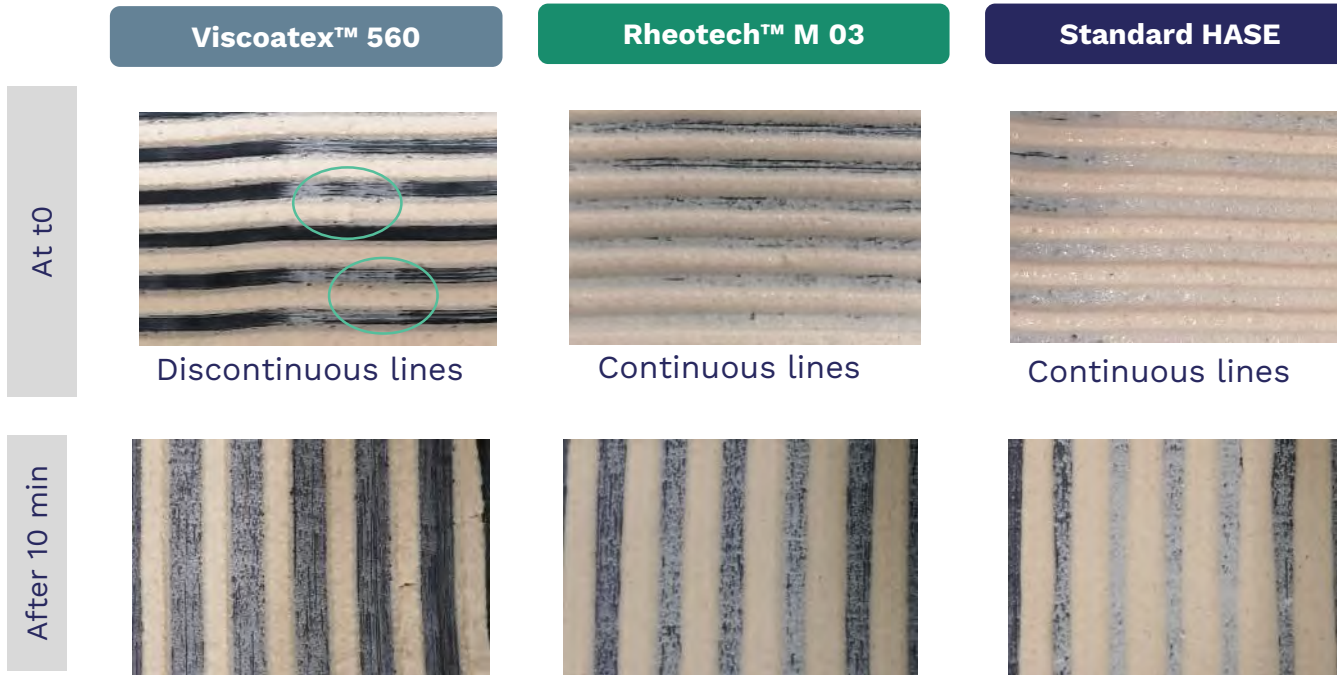 Viscoatex™ 560
Rheotech™ M 03
Standard HASE
At t0
Discontinuous lines
Continuous lines
Continuous lines
After 10 min